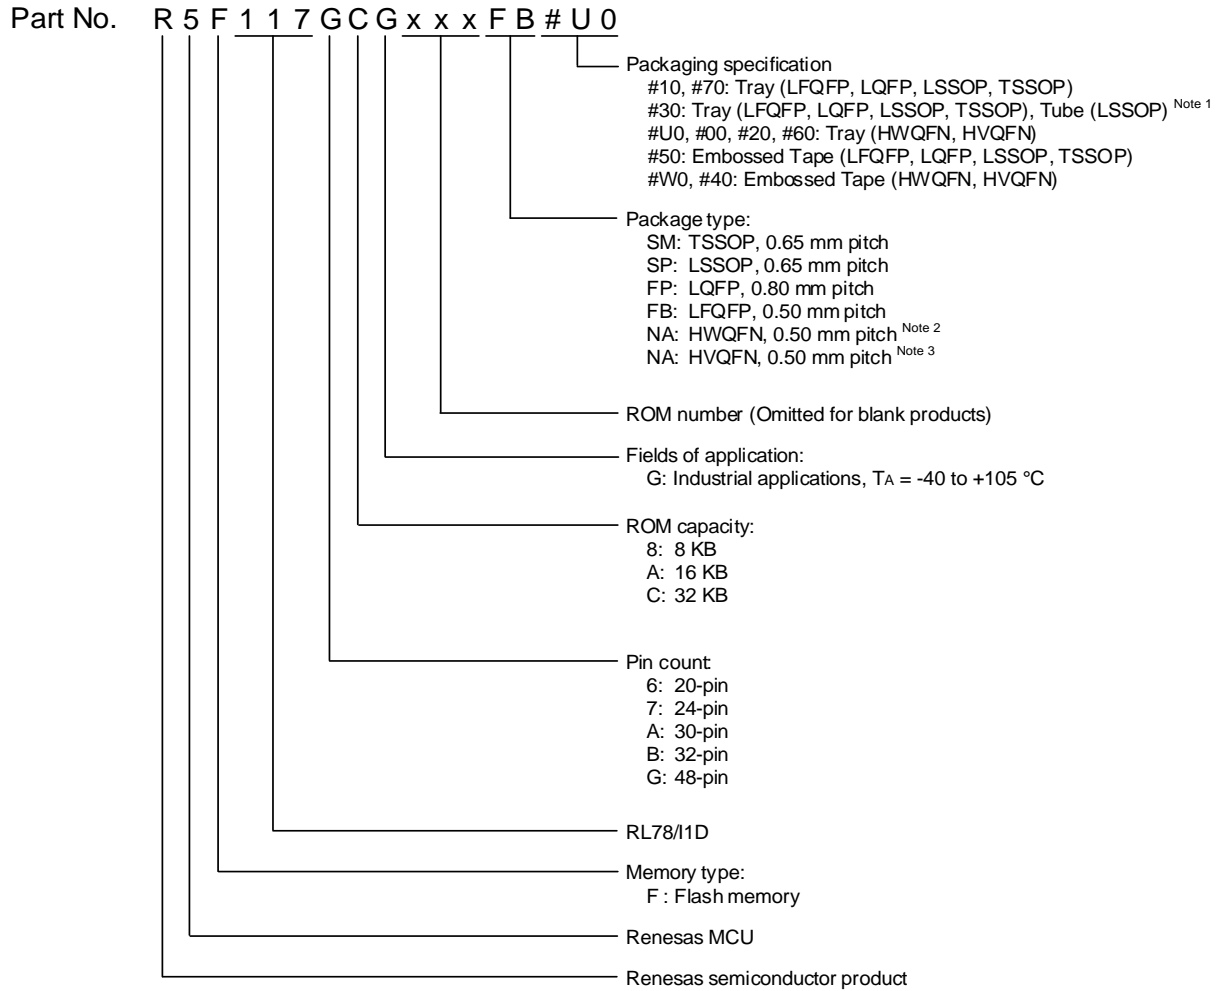 Part No. R 5 F 1 1 7 G C G x x x F B # U 0
Packaging specification
#10, #70: Tray (LFQFP, LQFP, LSSOP, TSSOP)
#30: Tray (LFQFP, LQFP, LSSOP, TSSOP), Tube (LSSOP) Note 1
#U0, #00, #20, #60: Tray (HWQFN, HVQFN)
#50: Embossed Tape (LFQFP, LQFP, LSSOP, TSSOP)
#W0, #40: Embossed Tape (HWQFN, HVQFN)
Package type:
SM: TSSOP, 0.65 mm pitch
SP: LSSOP, 0.65 mm pitch
FP: LQFP, 0.80 mm pitch
FB: LFQFP, 0.50 mm pitch
NA: HWQFN, 0.50 mm pitch Note 2
NA: HVQFN, 0.50 mm pitch Note 3
ROM number (Omitted for blank products)
Fields of application:
G: Industrial applications, TA = -40 to +105 °C
ROM capacity:
8: 8 KB
A: 16 KB
C: 32 KB
Pin count:
6: 20-pin
7: 24-pin
A: 30-pin
B: 32-pin
G: 48-pin
RL78/I1D
Memory type:
F : Flash memory
Renesas MCU
Renesas semiconductor product